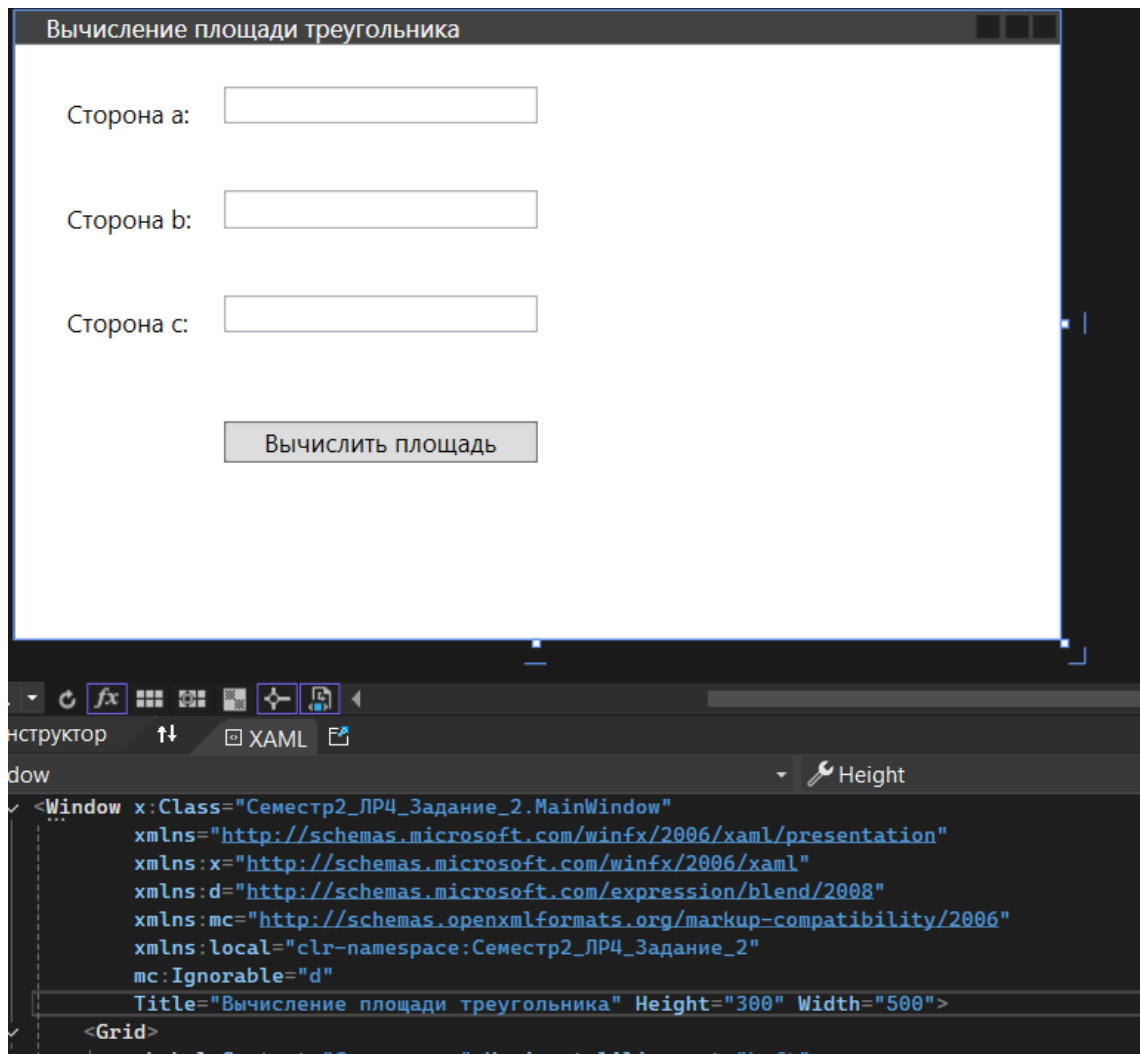 Вычисление площади треугольника
Сторона a:
Сторона b:
Сторона c:
Вычислить площадь
fx
XAML
Height
<Window x:Class="Семестр2_ЛР4_Задание_2.MainWindow"
xmlns="http://schemas.microsoft.com/winfx/2006/xaml/presentation"
xmlns:x="http://schemas.microsoft.com/winfx/2006/xaml"
xmlns:d="http://schemas.microsoft.com/expression/blend/2008"
xmlns:mc="http://schemas.openxmlformats.org/markup-compatibility/2006"
xmlns:local="clr-namespace:Семестр2_ЛР4_Задание_2"
mc:Ignorable="d"
Title="Вычисление площади треугольника" Height="300" Width="500">
<Grid>